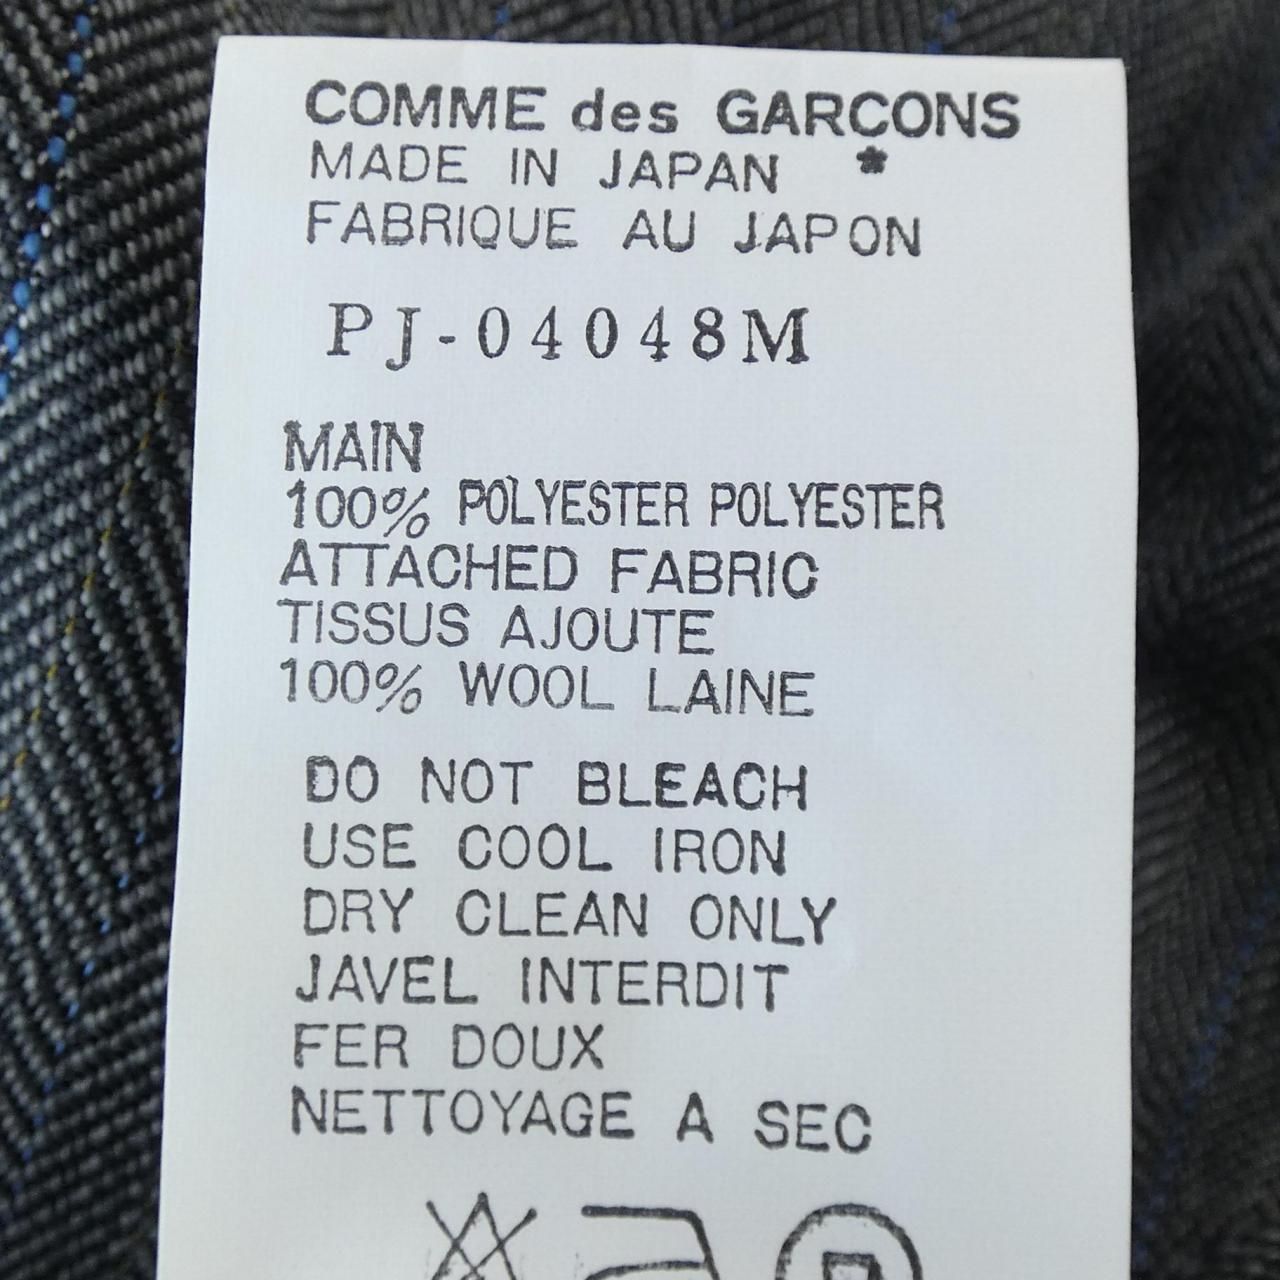 COMME des GARÇONS
MADE IN JAPAN *
FABRIQUE AU JAPON
PJ-04048M
MAIN
100% POLYESTER POLYESTER
ATTACHED FABRIC
TISSUS AJOUTE
100% WOOL LAINE
DO NOT BLEACH
USE COOL IRON
DRY CLEAN ONLY
JAVEL INTERDIT
FER DOUX
NETTOYAGE A SEC